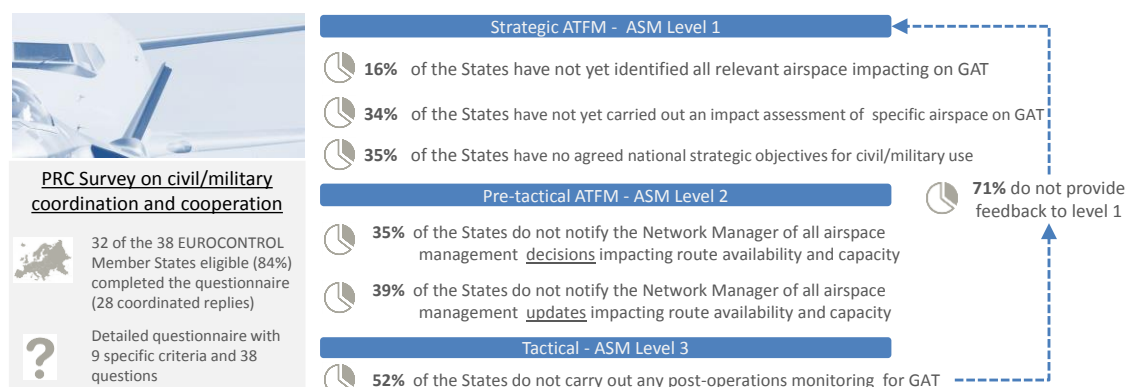 PRC Survey on civil/military
coordination and cooperation
32 of the 38 EUROCONTROL
Member States eligible (84%)
completed the questionnaire
(28 coordinated replies)
Detailed questionnaire with
9 specific criteria and 38
questions
Strategic ATFM - ASM Level 1
16% of the States have not yet identified all relevant airspace impacting on GAT
34% of the States have not yet carried out an impact assessment of specific airspace on GAT
35% of the States have no agreed national strategic objectives for civil/military use
Pre-tactical ATFM - ASM Level 2
35% of the States do not notify the Network Manager of all airspace
management decisions impacting route availability and capacity
39% of the States do not notify the Network Manager of all airspace
management updates impacting route availability and capacity
Tactical - ASM Level 3
52% of the States do not carry out any post-operations monitoring for GAT
71% do not provide
feedback to level 1